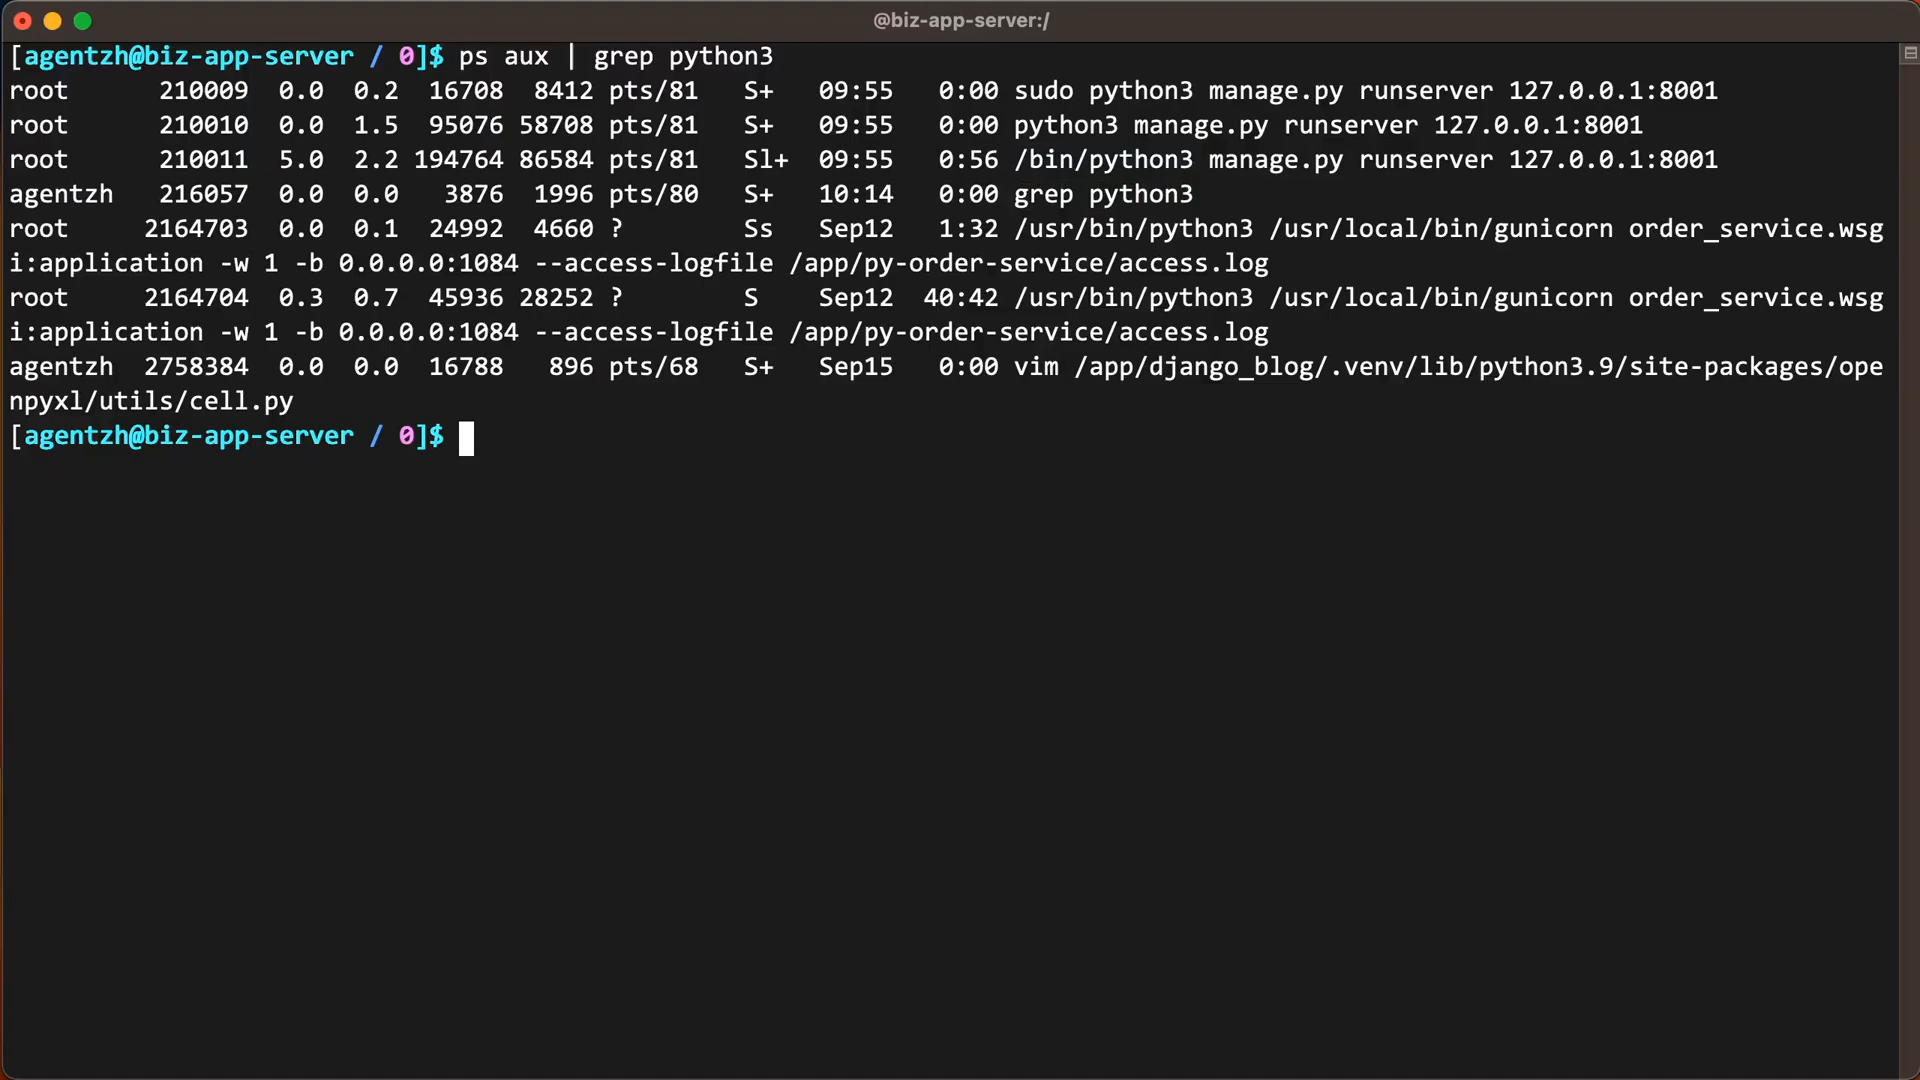 @biz-app-server:/
[agentzh@biz-app-server / 0]$ ps aux | grep python3
root      210009  0.0  0.2  16708  8412 pts/81   S+   09:55   0:00 sudo python3 manage.py runserver 127.0.0.1:8001
root      210010  0.0  1.5  95076 58708 pts/81   S+   09:55   0:00 python3 manage.py runserver 127.0.0.1:8001
root      210011  5.0  2.2 194764 86584 pts/81   Sl+  09:55   0:56 /bin/python3 manage.py runserver 127.0.0.1:8001
agentzh   216057  0.0  0.0   3876  1996 pts/80   S+   10:14   0:00 grep python3
root     2164703  0.0  0.1  24992  4660 ?        Ss   Sep12   1:32 /usr/bin/python3 /usr/local/bin/gunicorn order_service.wsg
i:application -w 1 -b 0.0.0.0:1084 --access-logfile /app/py-order-service/access.log
root     2164704  0.3  0.7  45936 28252 ?        S    Sep12  40:42 /usr/bin/python3 /usr/local/bin/gunicorn order_service.wsg
i:application -w 1 -b 0.0.0.0:1084 --access-logfile /app/py-order-service/access.log
agentzh  2758384  0.0  0.0  16788   896 pts/68   S+   Sep15   0:00 vim /app/django_blog/.venv/lib/python3.9/site-packages/ope
npyxl/utils/cell.py
[agentzh@biz-app-server / 0]$